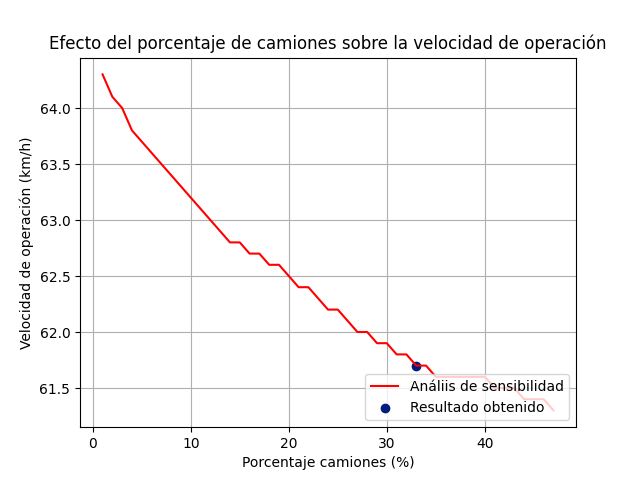 Efecto del porcentaje de camiones sobre la velocidad de operación
64.0
63.5
63.0
62.5
62.0
61.5
Velocidad de operación (km/h)
Análiis de sensibilidad
Resultado obtenido
0
10
20
30
40
Porcentaje camiones (%)